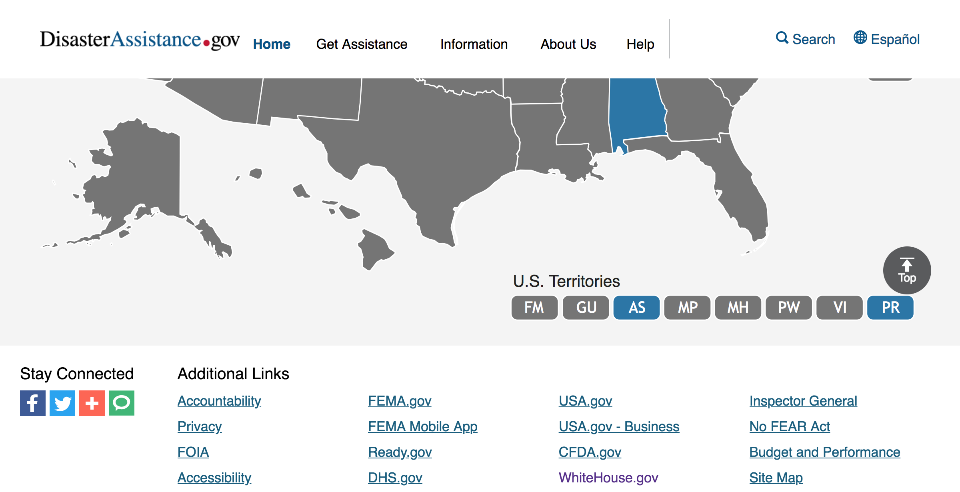 DisasterAssistance.gov Home Get Assistance Information About Us Help Search Español
Top
U.S. Territories
FM GU AS MP MH PW VI PR
Stay Connected
Additional Links
Accountability FEMA.gov USA.gov Inspector General
Privacy FEMA Mobile App USA.gov - Business No FEAR Act
FOIA Ready.gov CFDA.gov Budget and Performance
Accessibility DHS.gov WhiteHouse.gov Site Map